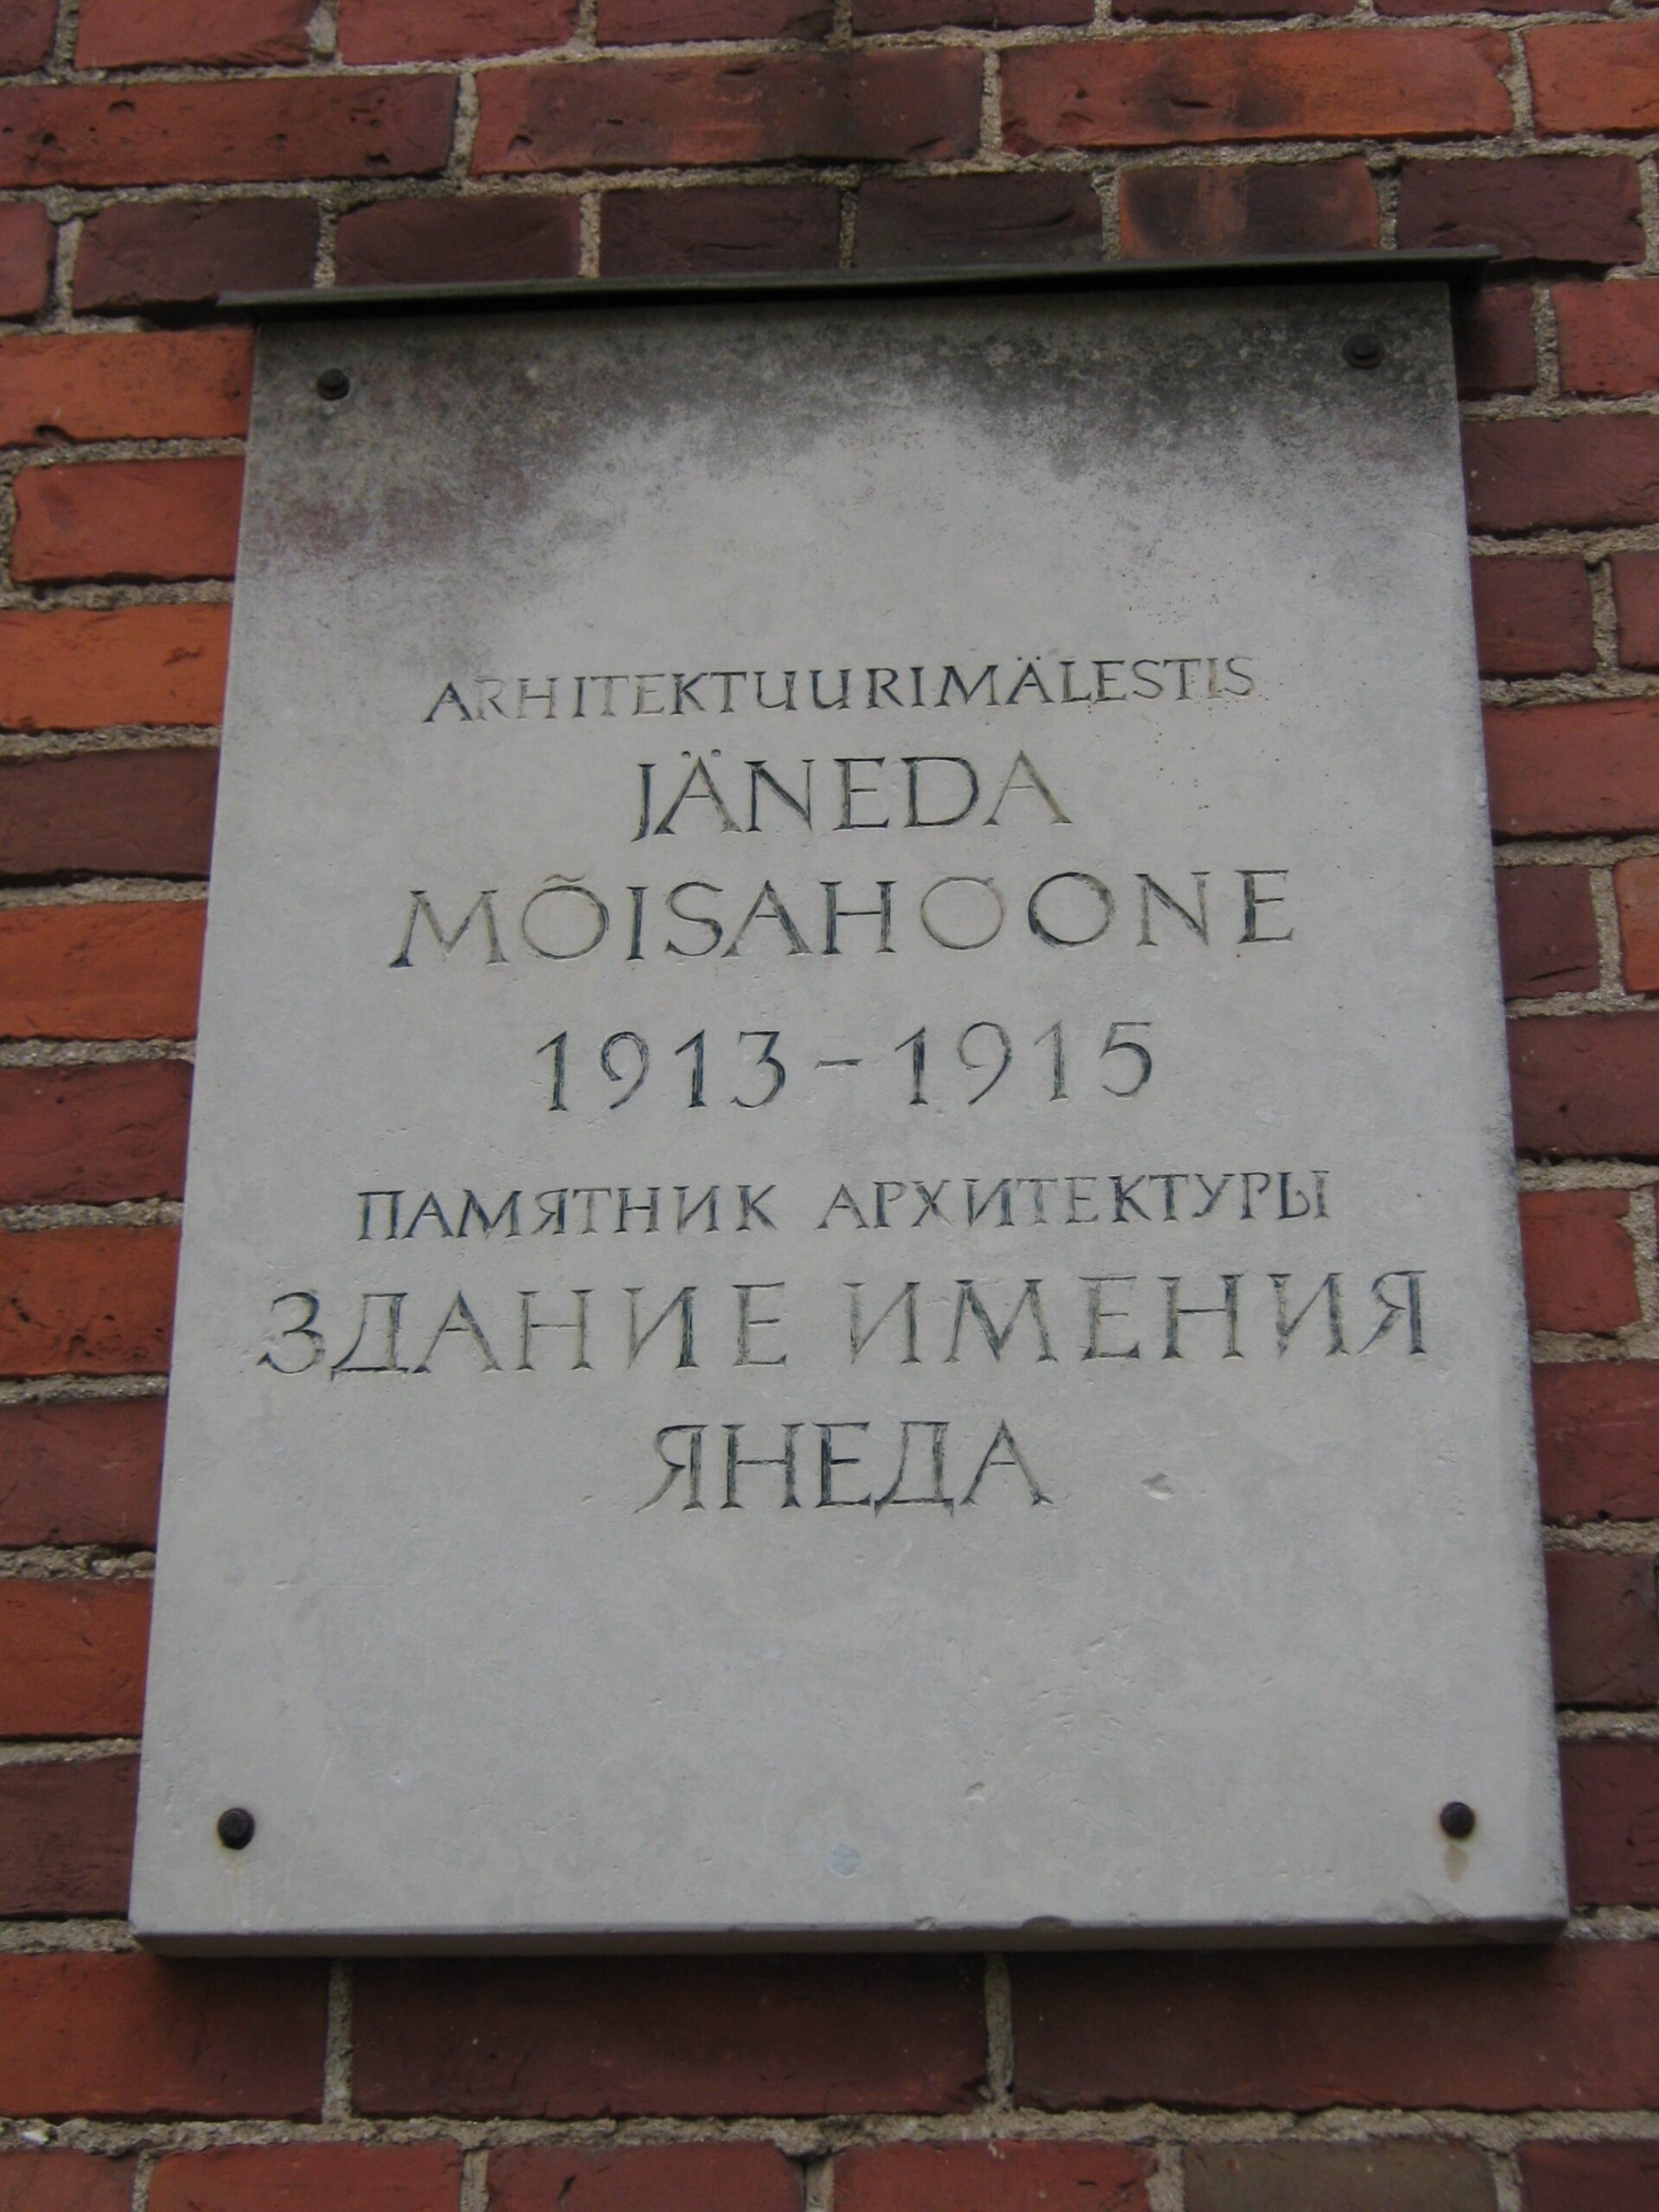 ARHITEKTUURIMÄLESTIS
JÄNEDA
MÕISAHOONE
1913-1915
ПАМЯТНИК АРХИТЕКТУРЫ
ЗДАНИЕ ИМЕНИЯ
ЯНЕДА